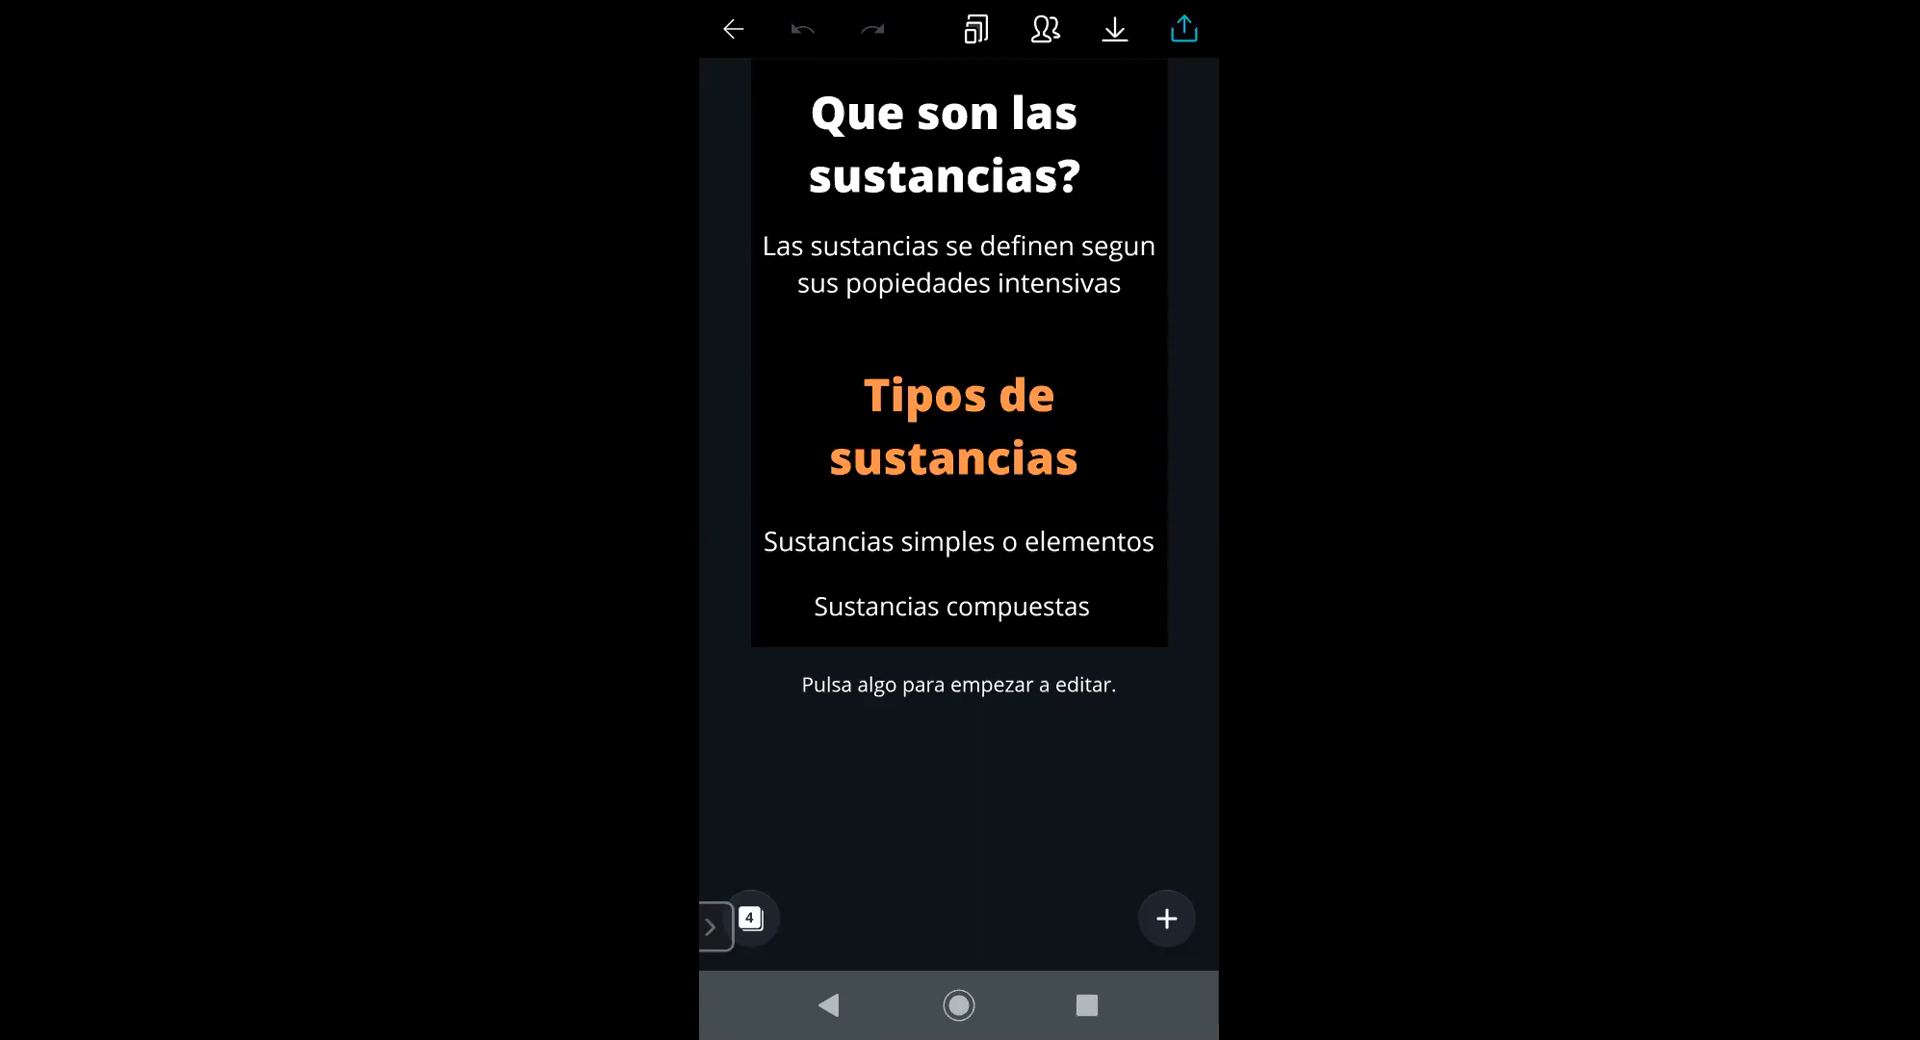 Que son las
sustancias?
Las sustancias se definen segun
sus popiedades intensivas
Tipos de
sustancias
Sustancias simples o elementos
Sustancias compuestas
Pulsa algo para empezar a editar.
4